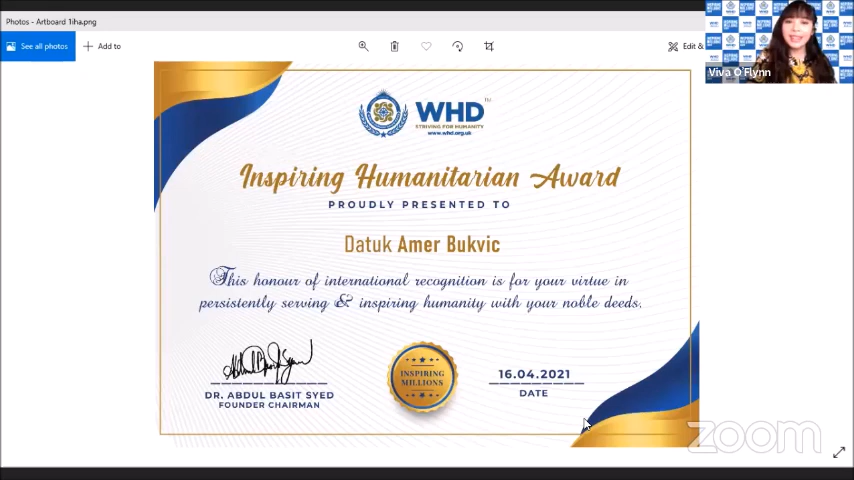 Photos - Artboard 1iha.png
See all photos
Add to
Edit &
Viva O'Flynn
WHD™
STRIVING FOR HUMANITY
www.whd.org.uk
Inspiring Humanitarian Award
PROUDLY PRESENTED TO
Datuk Amer Bukvic
This honour of international recognition is for your virtue in
persistently serving & inspiring humanity with your noble deeds.
INSPIRING
MILLIONS
DR. ABDUL BASIT SYED
FOUNDER CHAIRMAN
16.04.2021
DATE
zoom